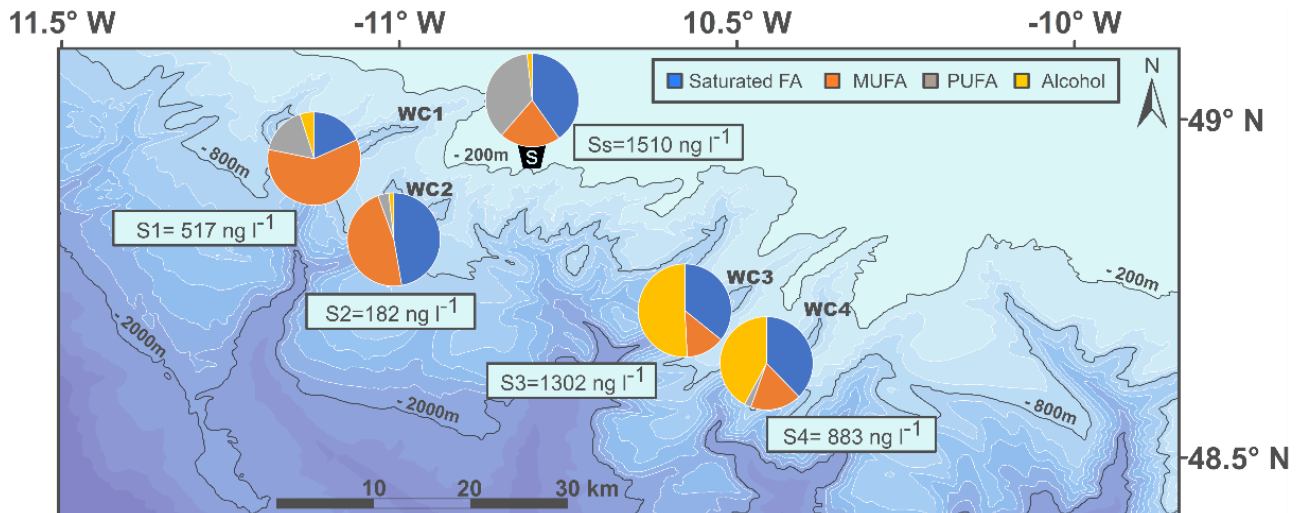 11.5° W -11° W 10.5° W -10° W
Saturated FA MUFA PUFA Alcohol
N
WC1
49° N
Ss=1510 ng l⁻¹
- 800m
- 200m
S
WC2
S1= 517 ng l⁻¹
- 200m
WC3
S2=182 ng l⁻¹
WC4
- 2000m
S3=1302 ng l⁻¹
- 2000m
- 800m
S4= 883 ng l⁻¹
48.5° N
10 20 30 km